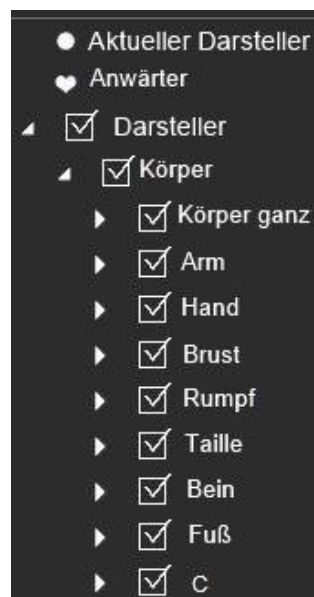 Aktueller Darsteller
Anwärter
Darsteller
Körper
Körper ganz
Arm
Hand
Brust
Rumpf
Taille
Bein
Fuß
C